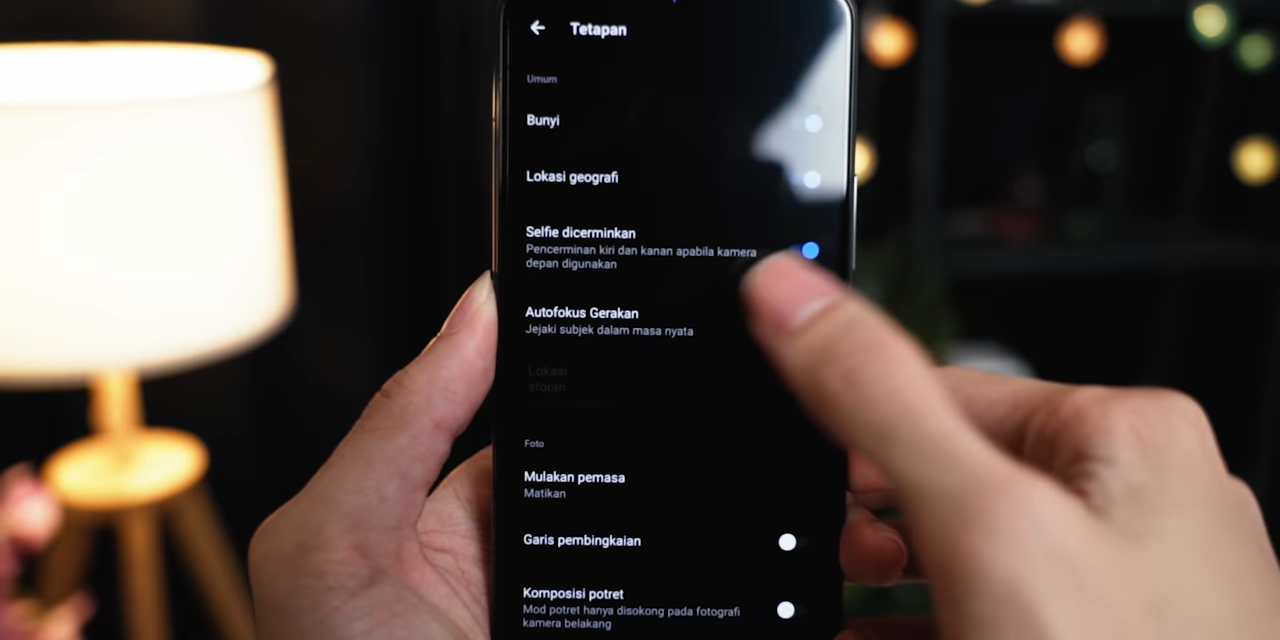 Tetapan
Umum
Bunyi
Lokasi geografi
Selfie dicerminkan
Pencerminan kiri dan kanan apabila kamera
depan digunakan
Autofokus Gerakan
Jejaki subjek dalam masa nyata
Lokasi
storan
Foto
Mulakan pemasa
Matikan
Garis pembingkaian
Komposisi potret
Mod potret hanya disokong pada fotografi
kamera belakang